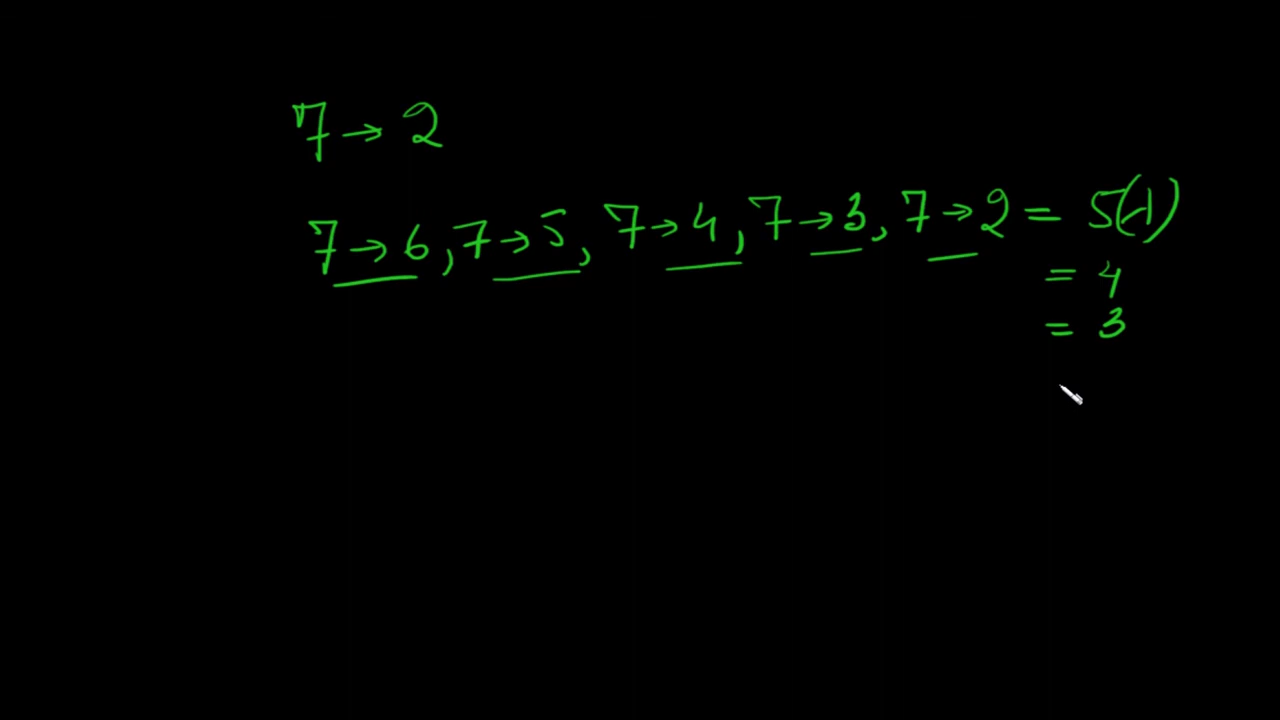 7 → 2
7 → 6, 7 → 5, 7 → 4, 7 → 3, 7 → 2 = 5(-1)
= 4
= 3